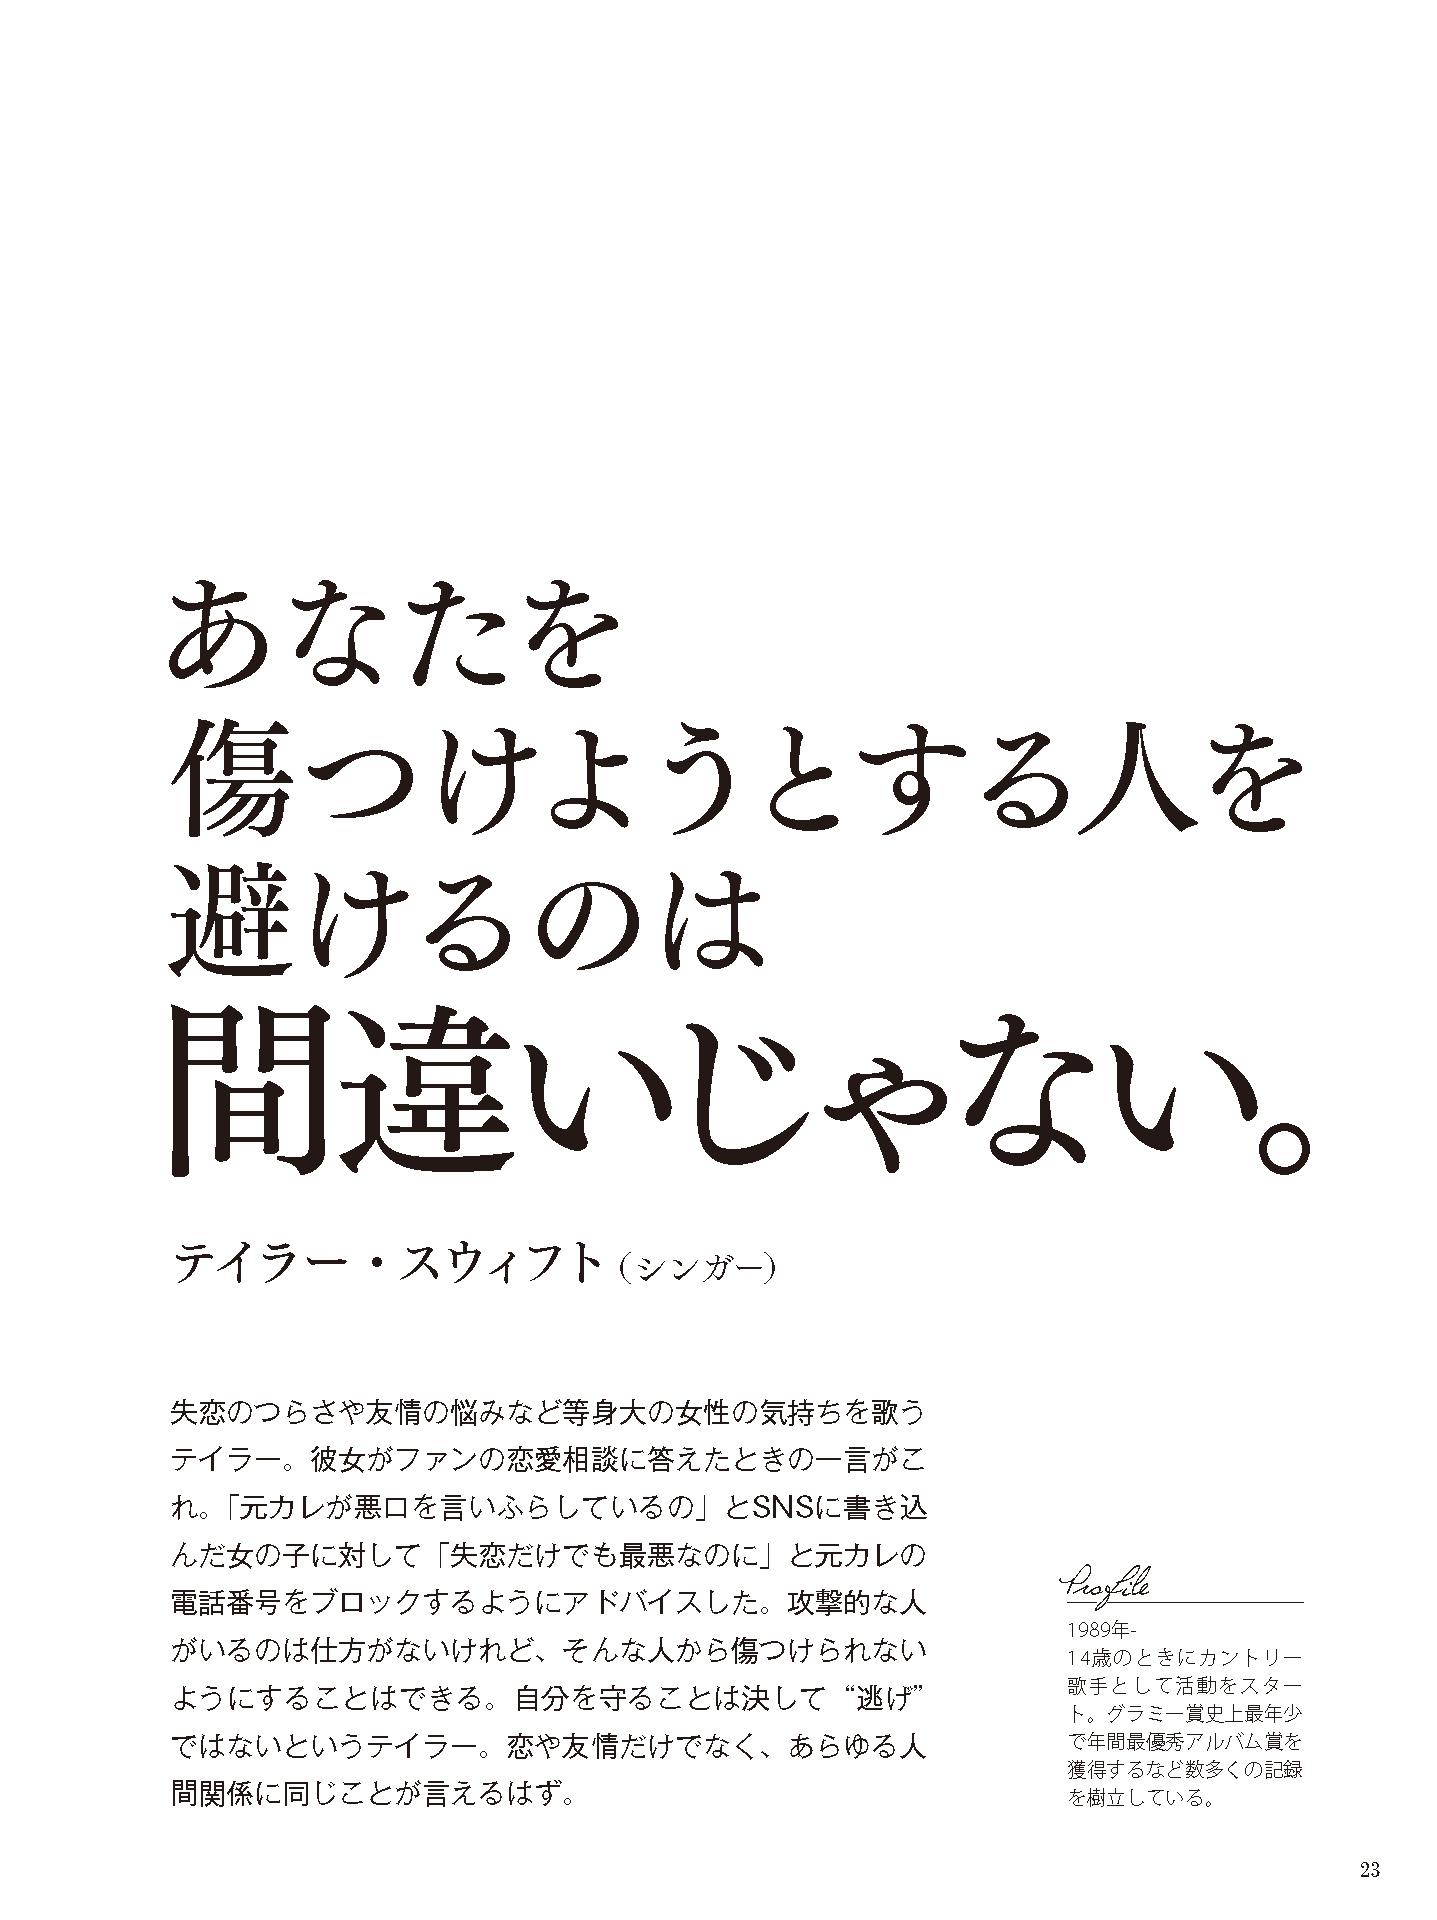 あなたを
傷つけようとする人を
避けるのは
間違いじゃない。
テイラー・スウィフト（シンガー）
失恋のつらさや友情の悩みなど等身大の女性の気持ちを歌う
テイラー。彼女がファンの恋愛相談に答えたときの一言がこ
れ。「元カレが悪口を言いふらしているの」とSNSに書き込
んだ女の子に対して「失恋だけでも最悪なのに」と元カレの
電話番号をブロックするようにアドバイスした。攻撃的な人
がいるのは仕方がないけれど、そんな人から傷つけられない
ようにすることはできる。自分を守ることは決して“逃げ”
ではないというテイラー。恋や友情だけでなく、あらゆる人
間関係に同じことが言えるはず。
Profile
1989年-
14歳のときにカントリー
歌手として活動をスター
ト。グラミー賞史上最年少
で年間最優秀アルバム賞を
獲得するなど数多くの記録
を樹立している。
23